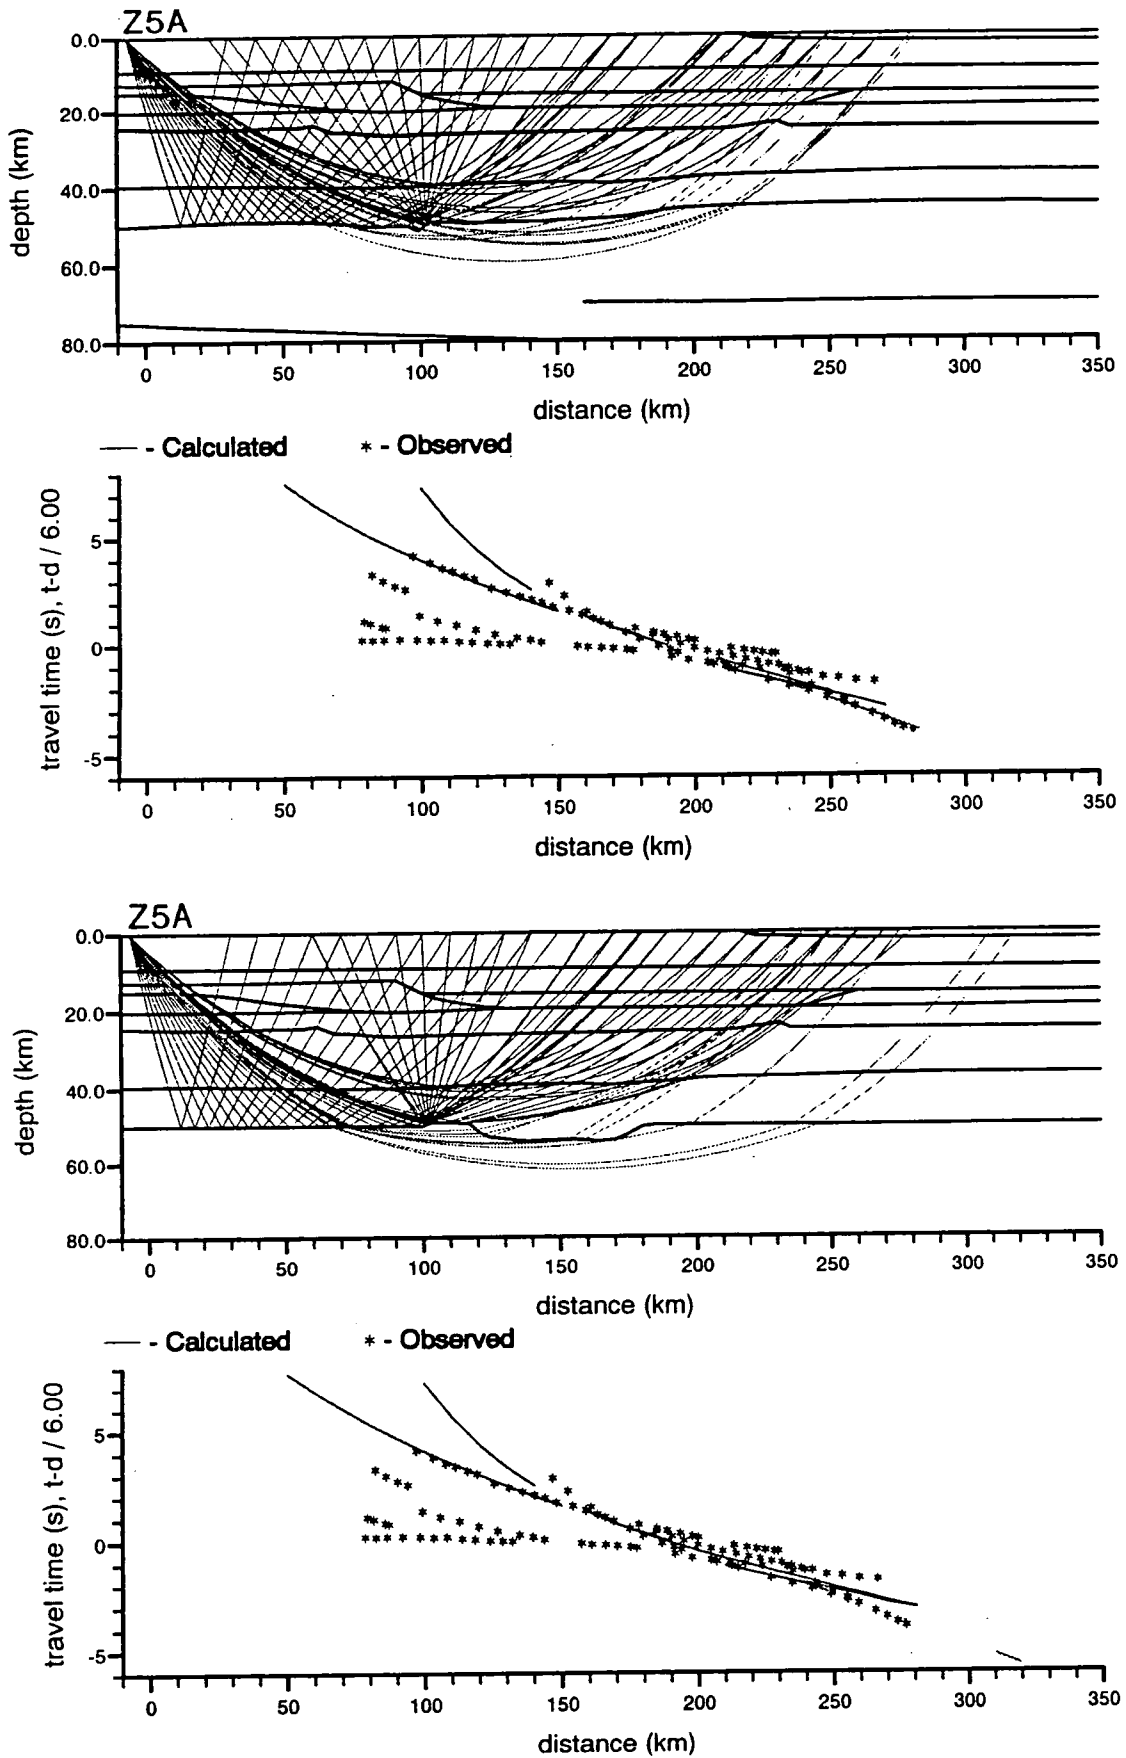 Z5A
0.0
20.0
40.0
60.0
80.0
depth (km)
0 50 100 150 200 250 300 350
distance (km)
- Calculated * - Observed
5
0
-5
travel time (s), t-d / 6.00
0 50 100 150 200 250 300 350
distance (km)
Z5A
0.0
20.0
40.0
60.0
80.0
depth (km)
0 50 100 150 200 250 300 350
distance (km)
- Calculated * - Observed
5
0
-5
travel time (s), t-d / 6.00
0 50 100 150 200 250 300 350
distance (km)